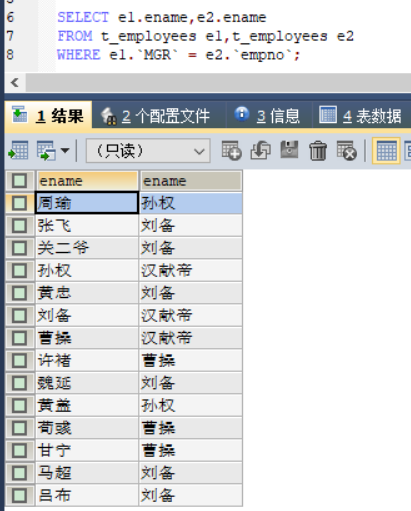 5
6 SELECT e1.ename,e2.ename
7 FROM t_employees e1,t_employees e2
8 WHERE e1.`MGR` = e2.`empno`;
1 结果 2 个配置文件 3 信息 4 表数据
（只读）
ename ename
周瑜 孙权
张飞 刘备
关二爷 刘备
孙权 汉献帝
黄忠 刘备
刘备 汉献帝
曹操 汉献帝
许褚 曹操
魏延 刘备
黄盖 孙权
荀彧 曹操
甘宁 曹操
马超 刘备
吕布 刘备